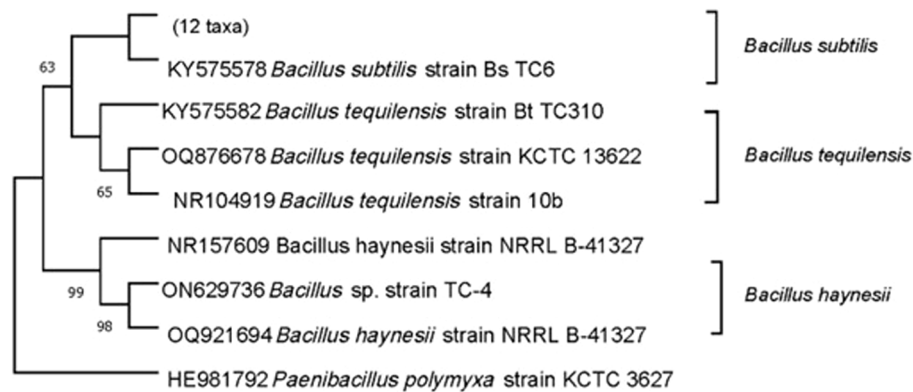 (12 taxa)
KY575578 Bacillus subtilis strain Bs TC6
Bacillus subtilis
63
KY575582 Bacillus tequilensis strain Bt TC310
OQ876678 Bacillus tequilensis strain KCTC 13622
Bacillus tequilensis
65
NR104919 Bacillus tequilensis strain 10b
NR157609 Bacillus haynesii strain NRRL B-41327
99
ON629736 Bacillus sp. strain TC-4
Bacillus haynesii
98
OQ921694 Bacillus haynesii strain NRRL B-41327
HE981792 Paenibacillus polymyxa strain KCTC 3627